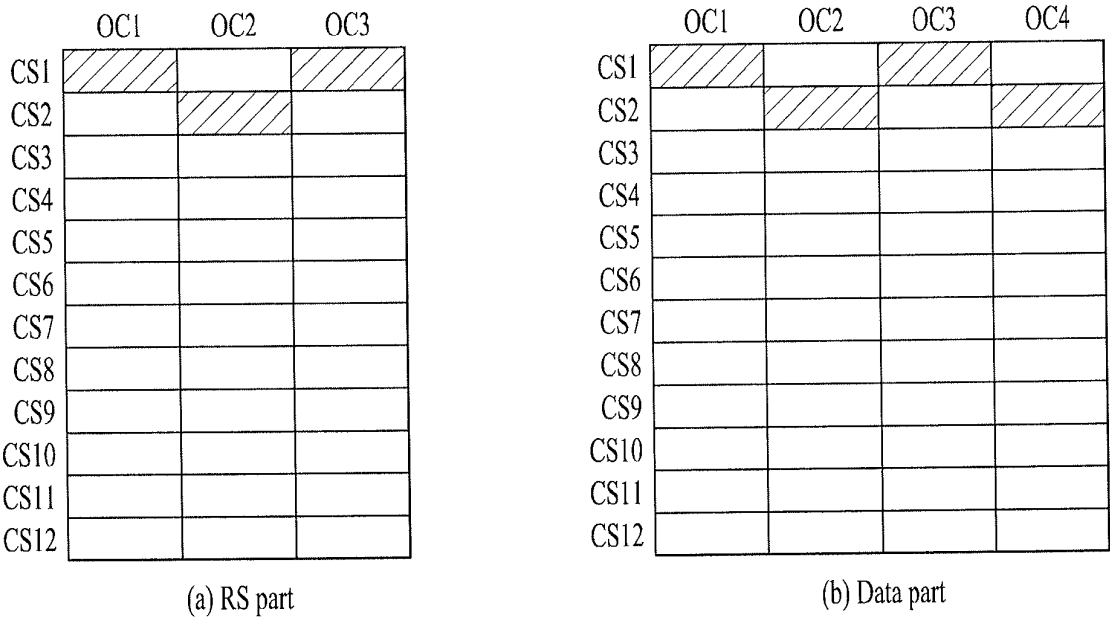 OC1 OC2 OC3
CS1
CS2
CS3
CS4
CS5
CS6
CS7
CS8
CS9
CS10
CS11
CS12
(a) RS part
OC1 OC2 OC3 OC4
CS1
CS2
CS3
CS4
CS5
CS6
CS7
CS8
CS9
CS10
CS11
CS12
(b) Data part